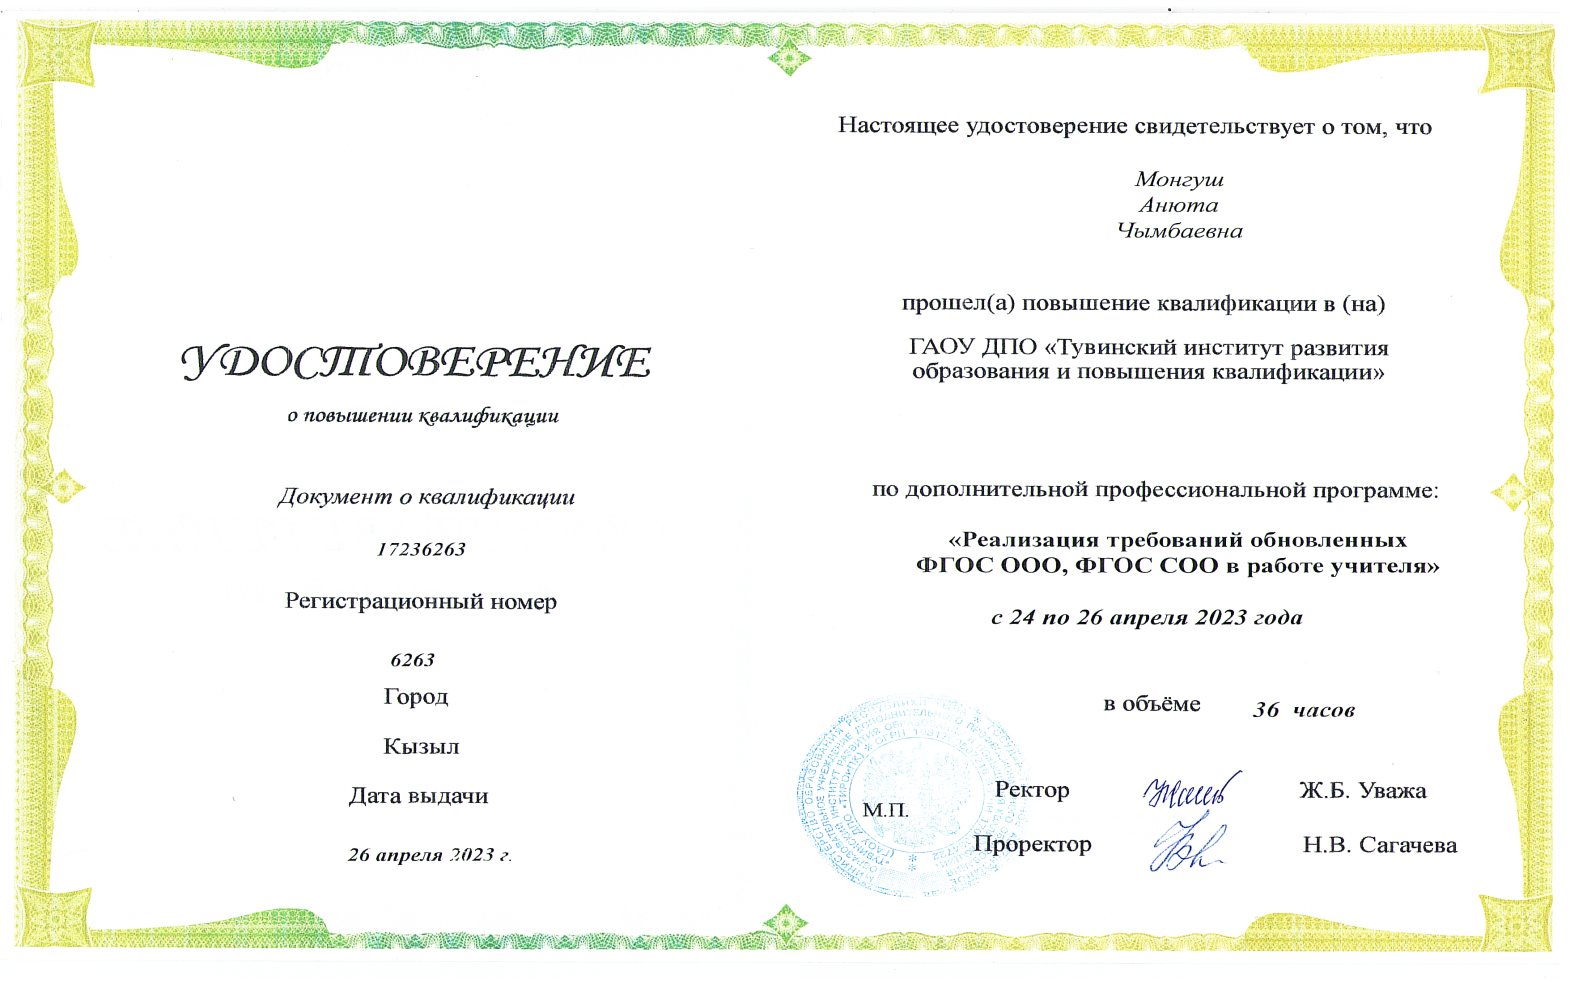 УДОСТОВЕРЕНИЕ
о повышении квалификации
Документ о квалификации
17236263
Регистрационный номер
6263
Город
Кызыл
Дата выдачи
26 апреля 2023 г.
Настоящее удостоверение свидетельствует о том, что
Монгуш
Анюта
Чымбаевна
прошел(а) повышение квалификации в (на)
ГАОУ ДПО «Тувинский институт развития
образования и повышения квалификации»
по дополнительной профессиональной программе:
«Реализация требований обновленных
ФГОС ООО, ФГОС СОО в работе учителя»
с 24 по 26 апреля 2023 года
в объёме 36 часов
М.П.
Ректор Ж.Б. Уважа
Проректор Н.В. Сагачева